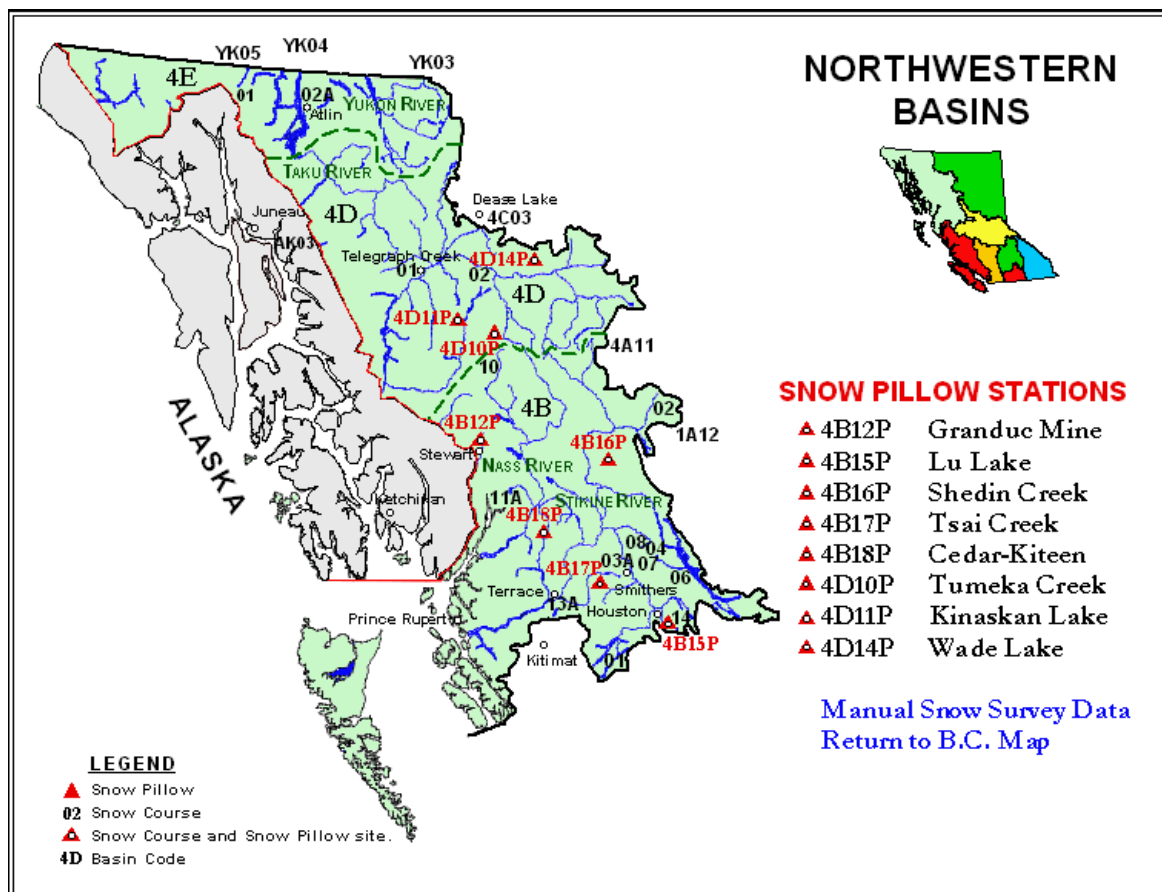 NORTHWESTERN
BASINS
YK05
YK04
YK03
4E
01
02A
Atlin
YUKON RIVER
TAKU RIVER
Juneau
AK03
4D
Dease Lake
4C03
Telegraph Creek
01
02
4D14P
4D
4D11P
4D10P
10
4A11
ALASKA
4B
02
1A12
4B12P
Stewart
4B16P
NASS RIVER
STIKINE RIVER
Ketchikan
11A
4B18P
08
04
03A
07
06
4B17P
Smithers
Terrace
13A
Houston
14
Prince Rupert
4B15P
Kitimat
01
SNOW PILLOW STATIONS
4B12P Granduc Mine
4B15P Lu Lake
4B16P Shedin Creek
4B17P Tsai Creek
4B18P Cedar-Kiteen
4D10P Tumeka Creek
4D11P Kinaskan Lake
4D14P Wade Lake
Manual Snow Survey Data
Return to B.C. Map
LEGEND
Snow Pillow
02 Snow Course
Snow Course and Snow Pillow site.
4D Basin Code